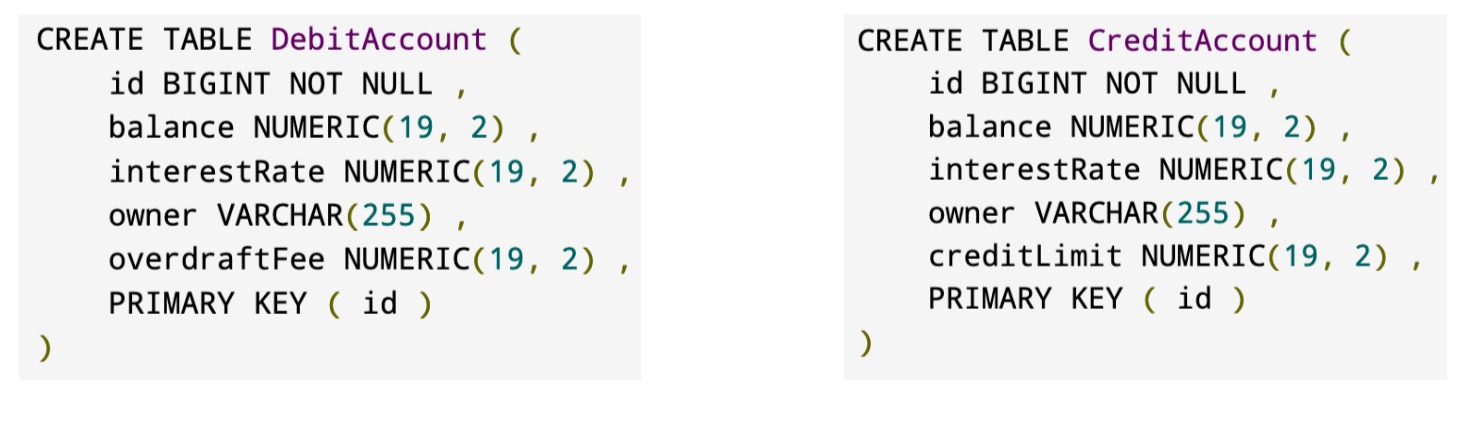 CREATE TABLE DebitAccount (
    id BIGINT NOT NULL ,
    balance NUMERIC(19, 2) ,
    interestRate NUMERIC(19, 2) ,
    owner VARCHAR(255) ,
    overdraftFee NUMERIC(19, 2) ,
    PRIMARY KEY ( id )
)
CREATE TABLE CreditAccount (
    id BIGINT NOT NULL ,
    balance NUMERIC(19, 2) ,
    interestRate NUMERIC(19, 2) ,
    owner VARCHAR(255) ,
    creditLimit NUMERIC(19, 2) ,
    PRIMARY KEY ( id )
)